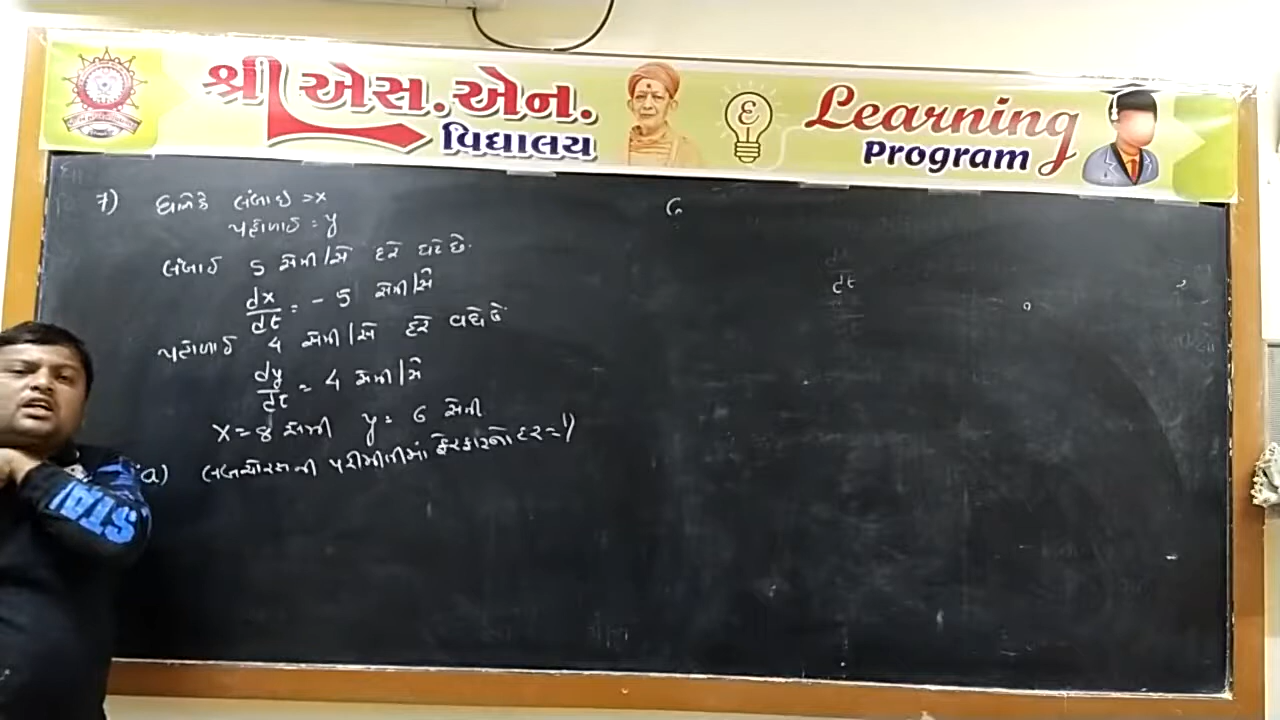 શ્રી એસ.એન.
વિદ્યાલય
Learning
Program
7) ધારોકે લંબાઇ = x
પહોળાઈ = y
લંબાઈ 5 સેમી/સે દરે ઘટે છે.
dx/dt = - 5 સેમી/સે
પહોળાઈ 4 સેમી/સે દરે વધે છે.
dy/dt = 4 સેમી/સે
x = 8 સેમી y = 6 સેમી
a) લંબચોરસની પરીમીતીમાં ફેરફારનો દર = ?
STAU